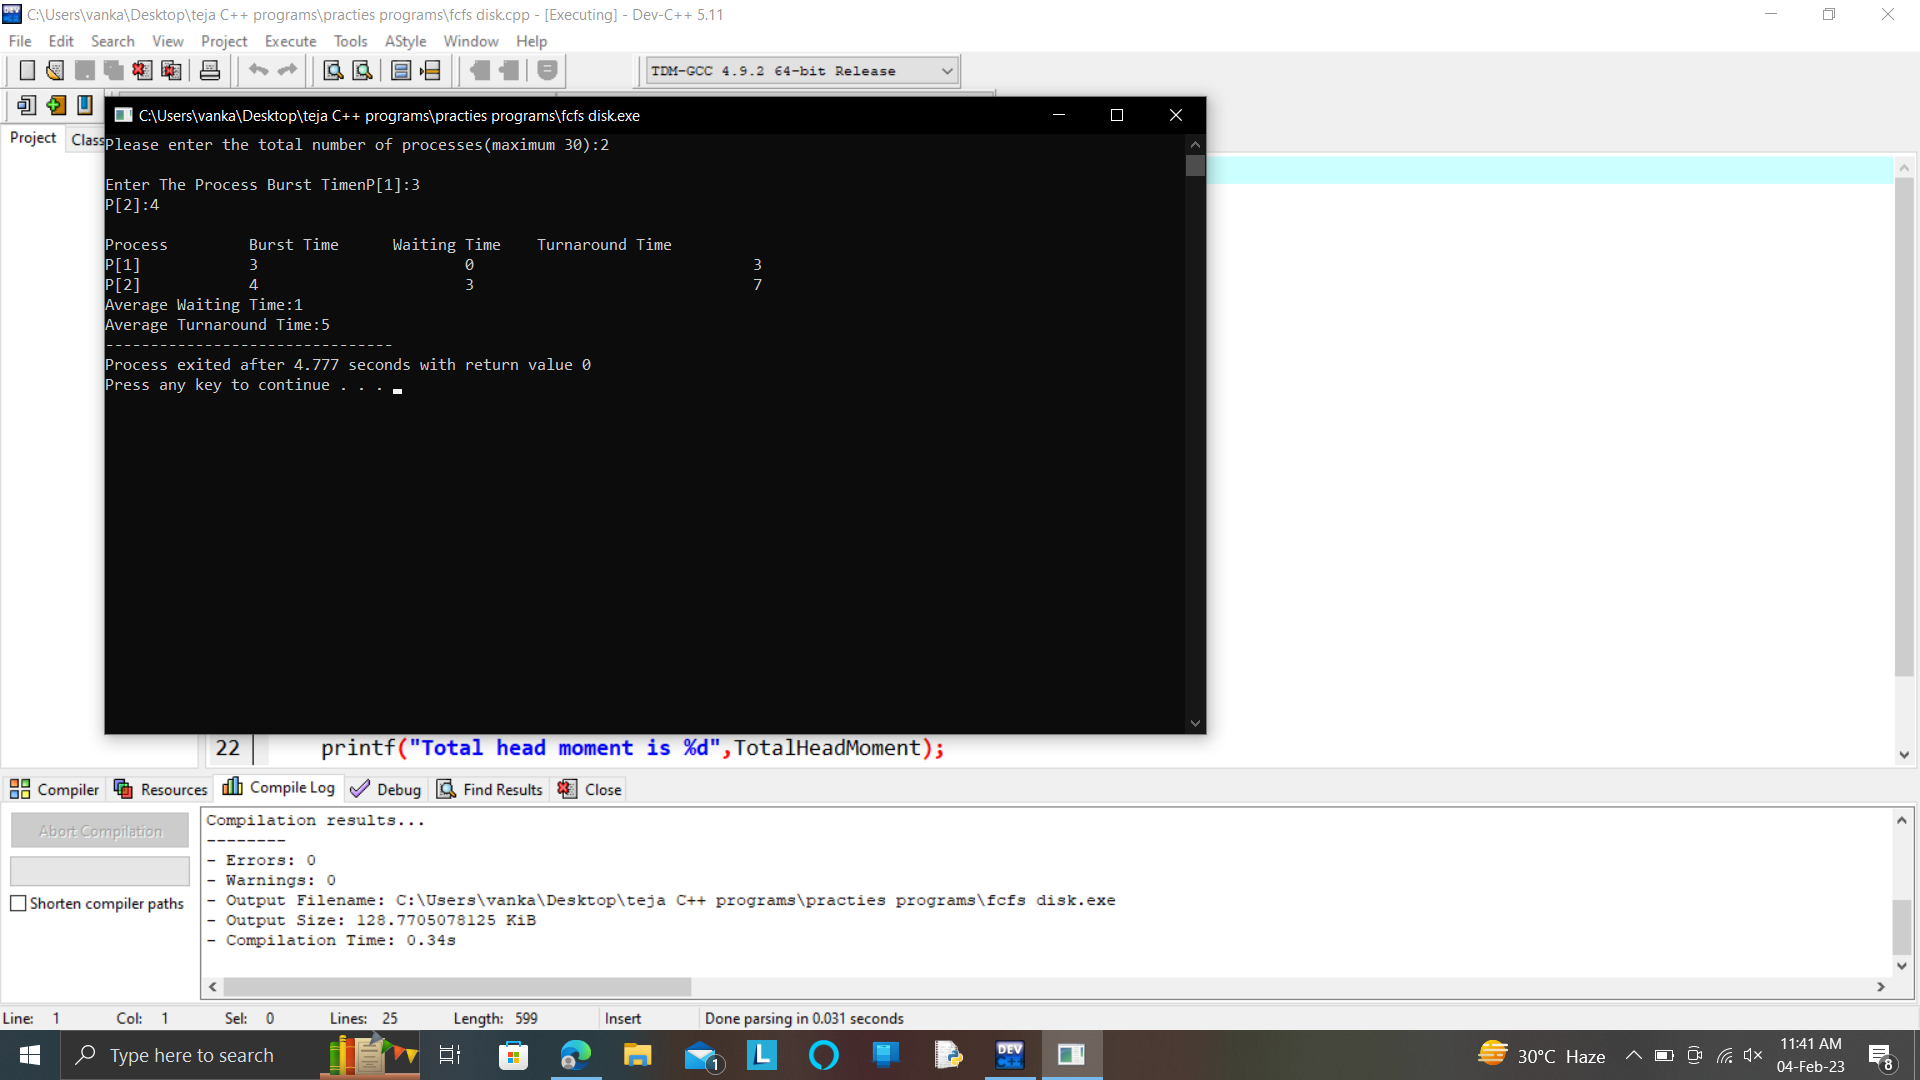 C:\Users\vanka\Desktop\teja C++ programs\practies programs\fcfs disk.cpp - [Executing] - Dev-C++ 5.11
File Edit Search View Project Execute Tools AStyle Window Help
TDM-GCC 4.9.2 64-bit Release
C:\Users\vanka\Desktop\teja C++ programs\practies programs\fcfs disk.exe
Project Class
Please enter the total number of processes(maximum 30):2
Enter The Process Burst TimenP[1]:3
P[2]:4
Process Burst Time Waiting Time Turnaround Time
P[1] 3 0 3
P[2] 4 3 7
Average Waiting Time:1
Average Turnaround Time:5
--------------------------------
Process exited after 4.777 seconds with return value 0
Press any key to continue . . .
22 printf("Total head moment is %d",TotalHeadMoment);
Compiler Resources Compile Log Debug Find Results Close
Abort Compilation
Shorten compiler paths
Compilation results...
--------
- Errors: 0
- Warnings: 0
- Output Filename: C:\Users\vanka\Desktop\teja C++ programs\practies programs\fcfs disk.exe
- Output Size: 128.7705078125 KiB
- Compilation Time: 0.34s
Line: 1 Col: 1 Sel: 0 Lines: 25 Length: 599 Insert Done parsing in 0.031 seconds
Type here to search
1
L
DEV
30°C Haze
11:41 AM
04-Feb-23
8